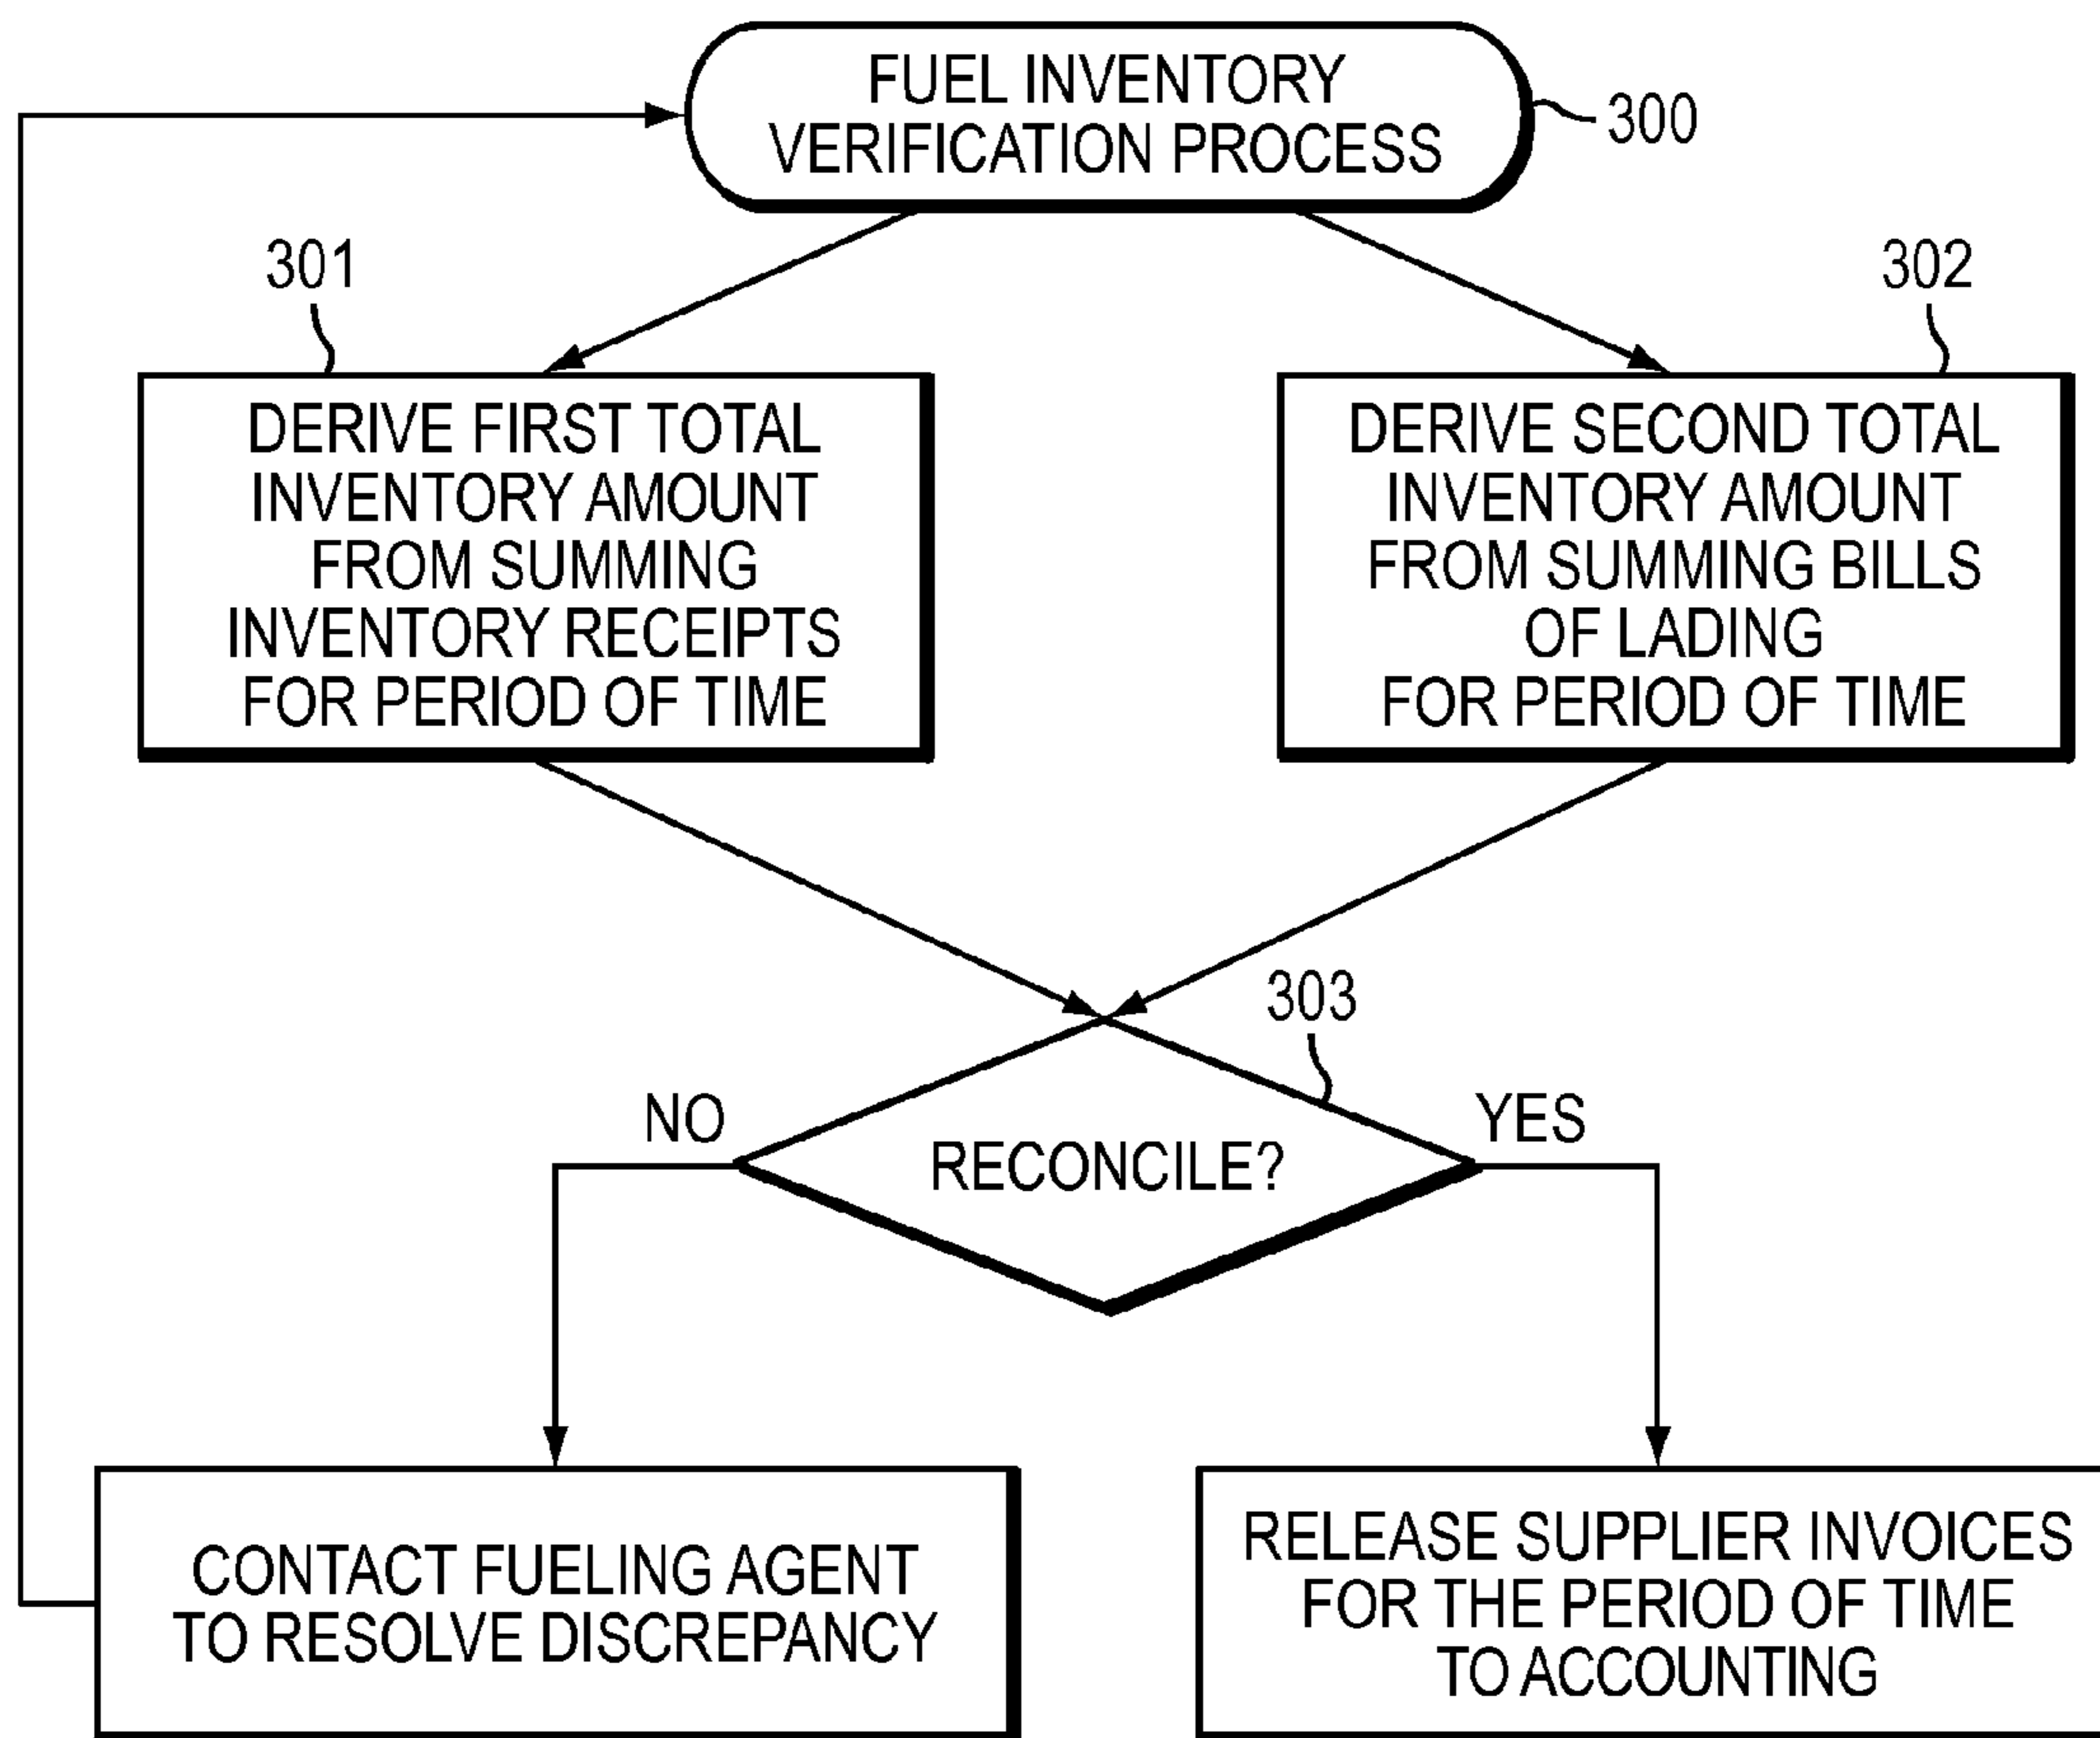 FUEL INVENTORY
VERIFICATION PROCESS
300
301
302
DERIVE FIRST TOTAL
INVENTORY AMOUNT
FROM SUMMING
INVENTORY RECEIPTS
FOR PERIOD OF TIME
DERIVE SECOND TOTAL
INVENTORY AMOUNT
FROM SUMMING BILLS
OF LADING
FOR PERIOD OF TIME
303
NO
RECONCILE?
YES
CONTACT FUELING AGENT
TO RESOLVE DISCREPANCY
RELEASE SUPPLIER INVOICES
FOR THE PERIOD OF TIME
TO ACCOUNTING